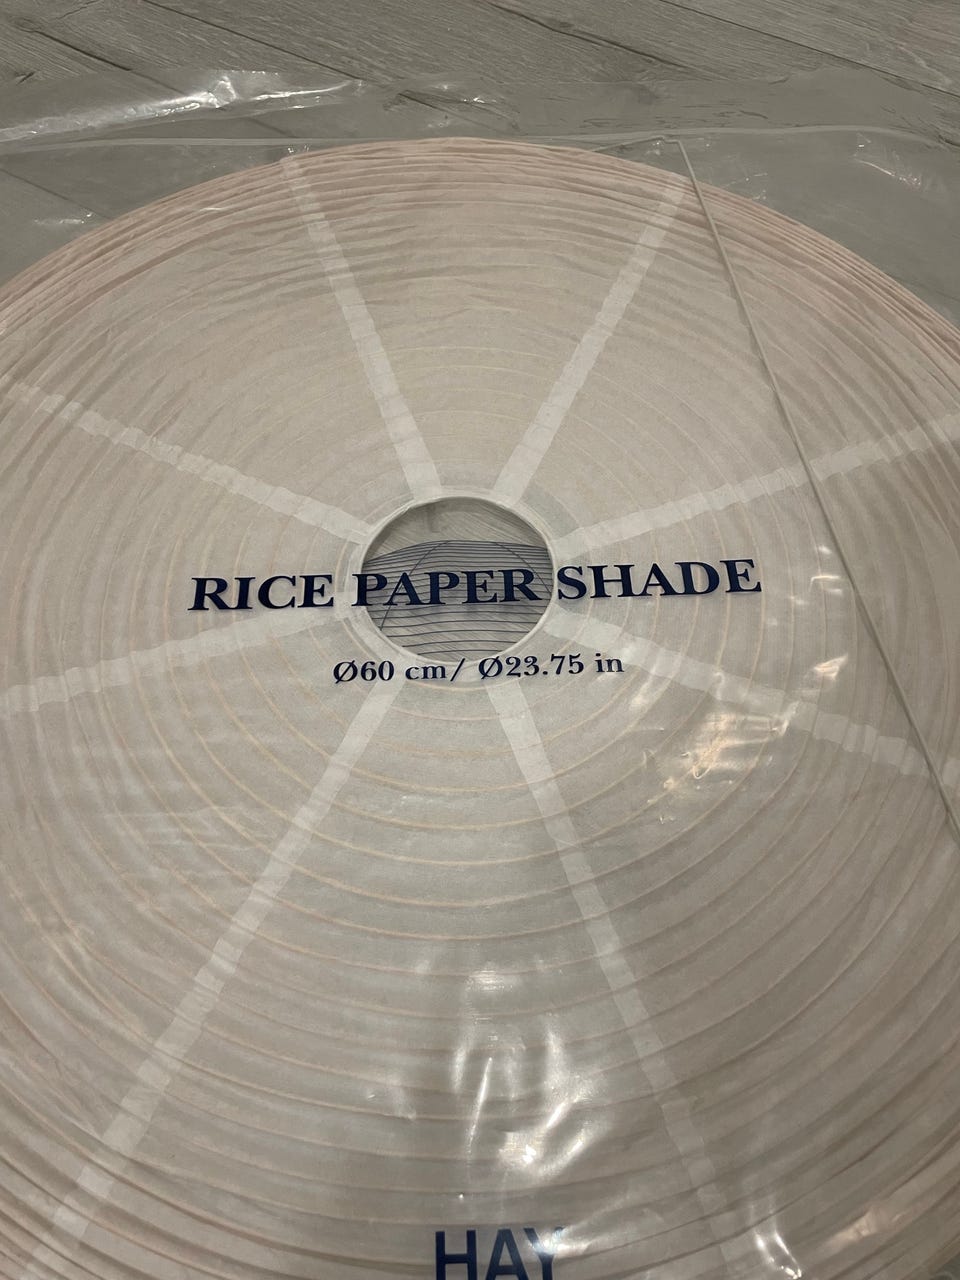 RICE PAPER SHADE
Ø60 cm/ Ø23.75 in
HAY